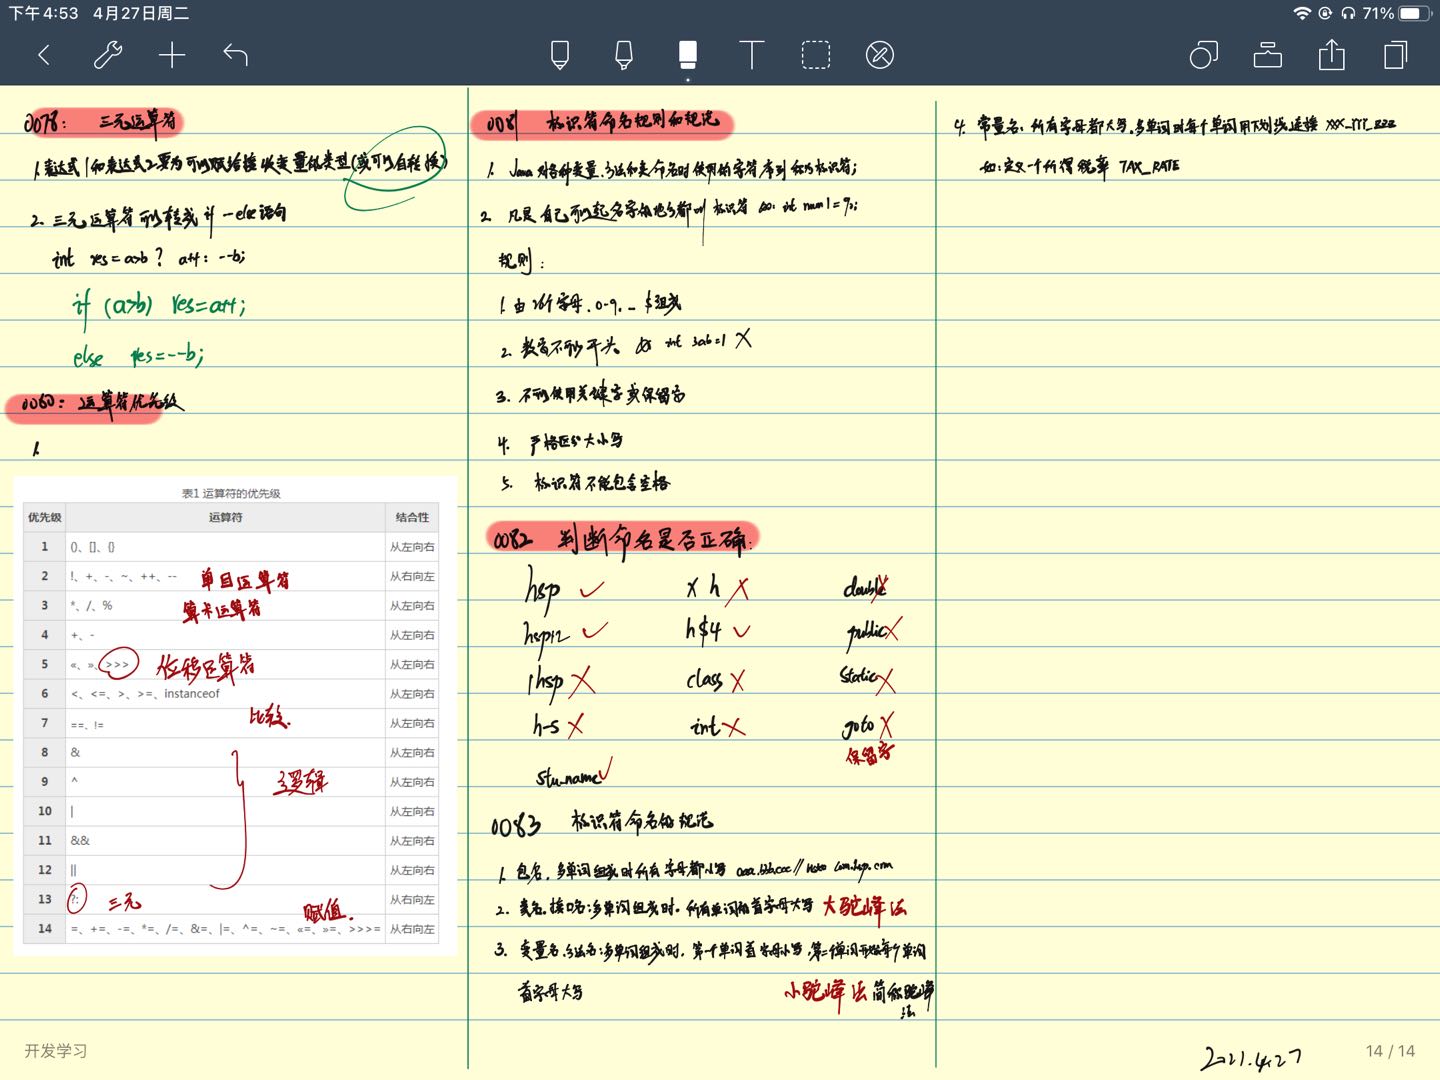 下午4:53 4月27日周二
71%
0078: 三元运算符
1. 表达式1和表达式2要为可以赋给接收变量的类型(或可以自动转换)
2. 三元运算符可以转成 if-else语句
int res=a>b? a++: --b;
if (a>b) res=a++;
else res=--b;
0080: 运算符优先级
1.
表1 运算符的优先级
优先级 运算符 结合性
1 ()、[]、{} 从左向右
2 !、+、-、~、++、-- 单目运算符 从右向左
3 *、/、% 算术运算符 从左向右
4 +、- 从左向右
5 «、»、>>> 位移运算符 从左向右
6 <、<=、>、>=、instanceof 从左向右
比较.
7 ==、!= 从左向右
8 & 从左向右
9 ^ 逻辑 从左向右
10 | 从左向右
11 && 从左向右
12 || 从左向右
13 ?: 三元 从右向左
赋值.
14 =、+=、-=、*=、/=、&=、|=、^=、~=、«=、»=、>>>= 从右向左
0081 标识符命名规则和规范
1. Java对各种变量、方法和类命名时使用的字符序列称为标识符;
2. 凡是自己可以起名字的地方都叫标识符 如: int num1=90;
规则:
1. 由26个字母、0-9、_ $组成
2. 数字不可以开头 如 int 3ab=1 X
3. 不可以使用关键字或保留字
4. 严格区分大小写
5. 标识符不能包含空格
0082 判断命名是否正确:
hsp ✓ x h X double X
hsp12 ✓ h$4 ✓ public X
1hsp X class X static X
h-s X int X goto X
保留字
stu_name ✓
0083 标识符命名的规范
1. 包名: 多单词组成时所有字母都小写 aaa.bbb.ccc // com.hsp.crm
2. 类名、接口名: 多单词组成时, 所有单词的首字母大写 大驼峰法
3. 变量名、方法名: 多单词组成时, 第一个单词首字母小写, 第二个单词开始每个单词
首字母大写 小驼峰法 简称驼峰
法
4. 常量名: 所有字母都大写. 多单词时每个单词用下划线连接 XXX_YYY_ZZZ
如: 定义一个所得税率 TAX_RATE
开发学习
2021.4.27
14 / 14